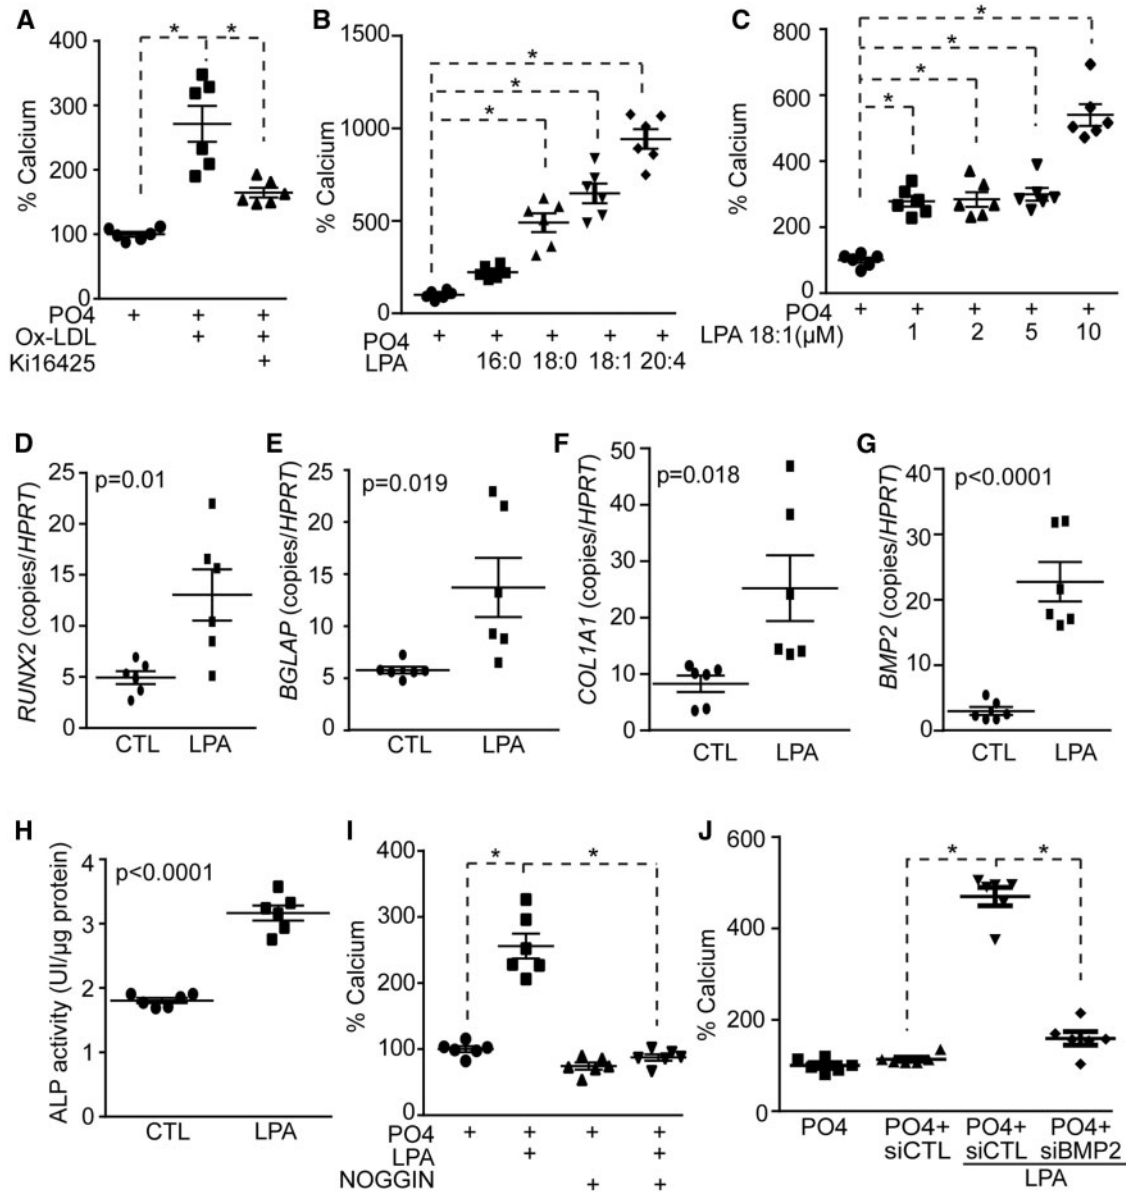 A
% Calcium
400
300
200
100
0
* *
PO4 + + +
Ox-LDL + +
Ki16425 +
B
% Calcium
1500
1000
500
0
*
*
*
PO4 + + + + +
LPA 16:0 18:0 18:1 20:4
C
% Calcium
800
600
400
200
0
*
*
*
*
PO4 + + + + +
LPA 18:1(µM) 1 2 5 10
D
RUNX2 (copies/HPRT)
25
20
15
10
5
0
p=0.01
CTL LPA
E
BGLAP (copies/HPRT)
25
20
15
10
5
0
p=0.019
CTL LPA
F
COL1A1 (copies/HPRT)
50
40
30
20
10
0
p=0.018
CTL LPA
G
BMP2 (copies/HPRT)
40
30
20
10
0
p<0.0001
CTL LPA
H
ALP activity (UI/µg protein)
4
3
2
1
0
p<0.0001
CTL LPA
I
% Calcium
400
300
200
100
0
* *
PO4 + + + +
LPA + +
NOGGIN + +
J
% Calcium
600
400
200
0
* *
PO4 PO4+ PO4+ PO4+
siCTL siCTL siBMP2
LPA